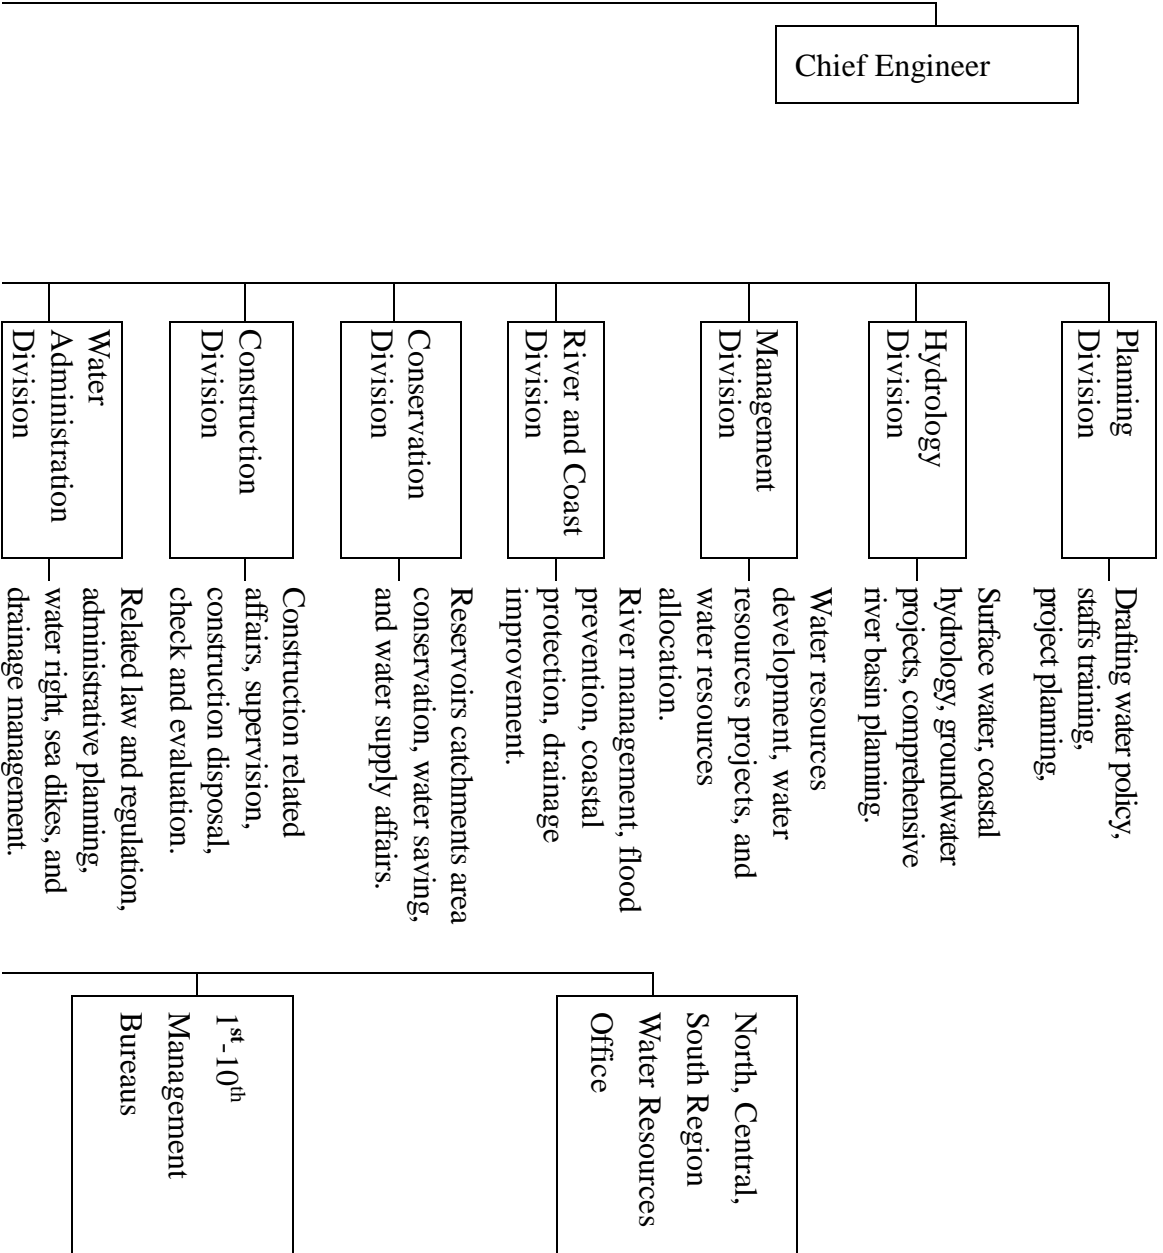 Chief Engineer
Planning
Division
Drafting water policy,
staffs training,
project planning,
Hydrology
Division
Surface water, coastal
hydrology, groundwater
projects, comprehensive
river basin planning.
Management
Division
Water resources
development, water
resources projects, and
water resources
allocation.
River and Coast
Division
River management, flood
prevention, coastal
protection, drainage
improvement.
Conservation
Division
Reservoirs catchments area
conservation, water saving,
and water supply affairs.
Construction
Division
Construction related
affairs, supervision,
construction disposal,
check and evaluation.
Water
Administration
Division
Related law and regulation,
administrative planning,
water right, sea dikes, and
drainage management.
North, Central,
South Region
Water Resources
Office
1st-10th
Management
Bureaus